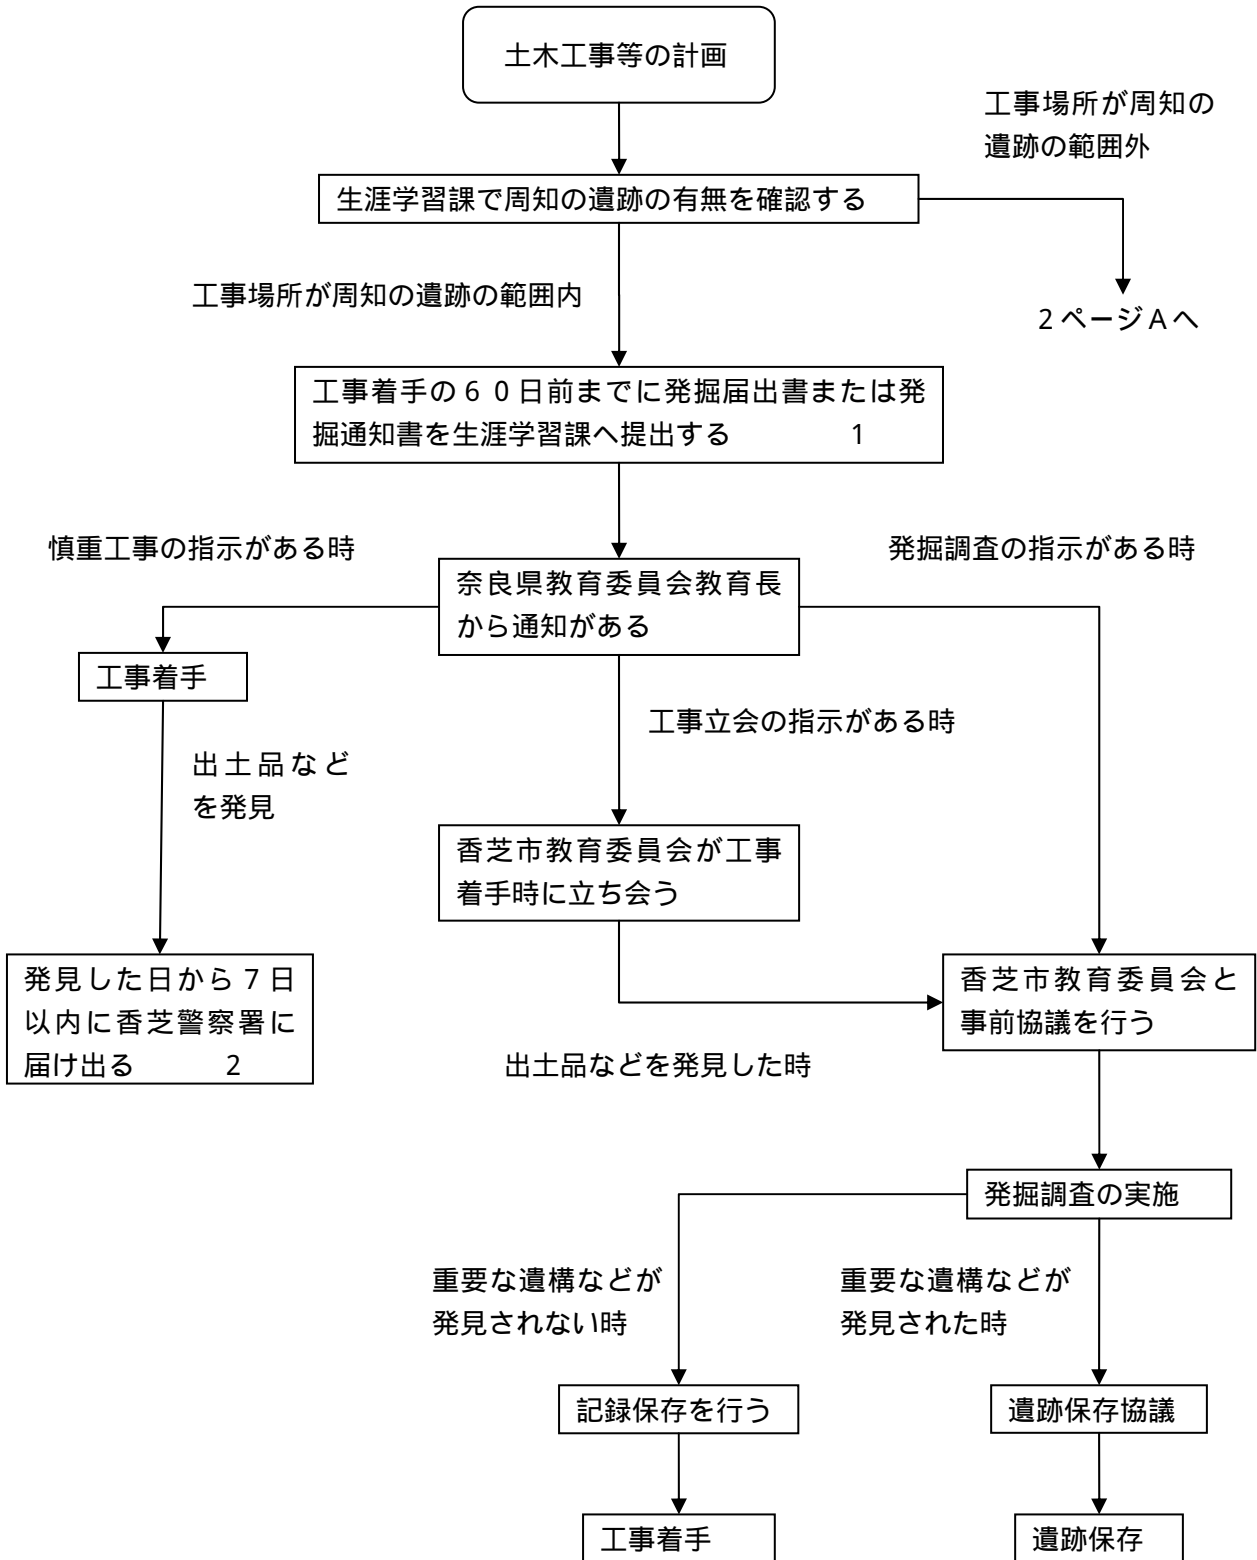 土木工事等の計画
工事場所が周知の
遺跡の範囲外
生涯学習課で周知の遺跡の有無を確認する
工事場所が周知の遺跡の範囲内
2ページAへ
工事着手の60日前までに発掘届出書または発
掘通知書を生涯学習課へ提出する 1
慎重工事の指示がある時
発掘調査の指示がある時
奈良県教育委員会教育長
から通知がある
工事着手
工事立会の指示がある時
出土品など
を発見
香芝市教育委員会が工事
着手時に立ち会う
発見した日から7日
以内に香芝警察署に
届け出る 2
香芝市教育委員会と
事前協議を行う
出土品などを発見した時
発掘調査の実施
重要な遺構などが
発見されない時
重要な遺構などが
発見された時
記録保存を行う
遺跡保存協議
工事着手
遺跡保存